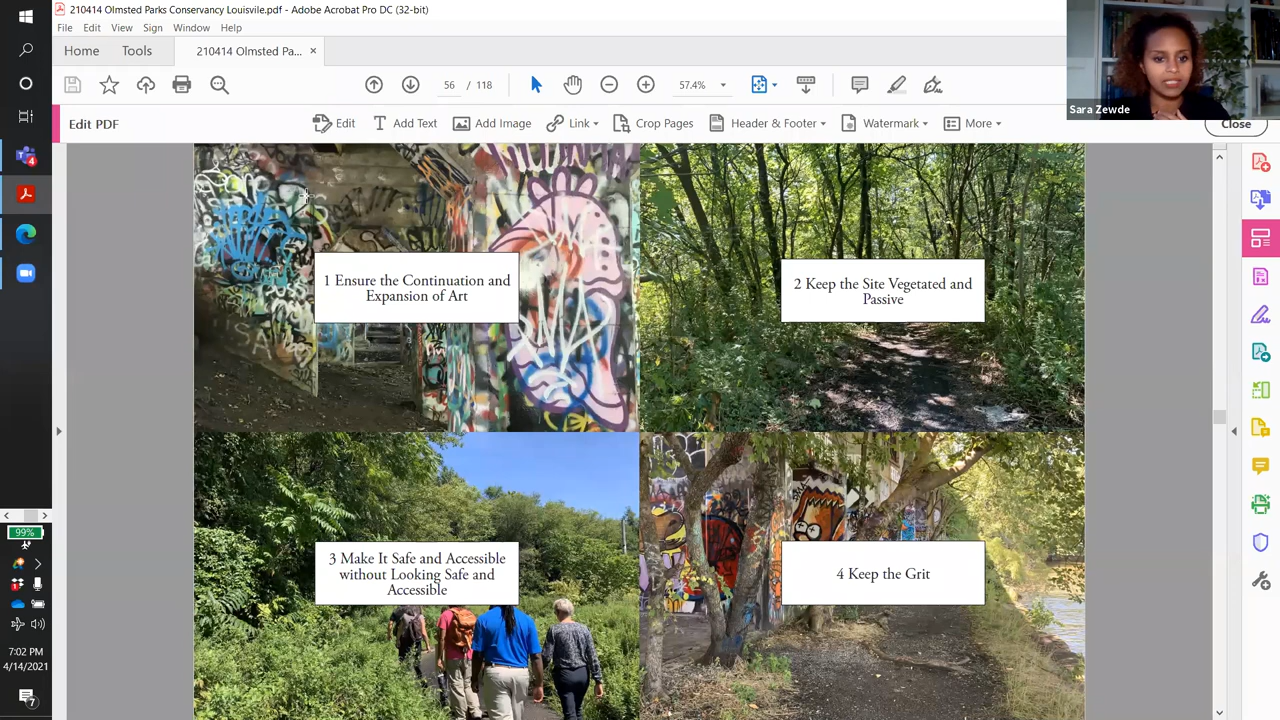 210414 Olmsted Parks Conservancy Louisvile.pdf - Adobe Acrobat Pro DC (32-bit)
File Edit View Sign Window Help
Home Tools 210414 Olmsted Pa... ×
56 / 118 57.4%
Sara Zewde
Edit PDF Edit Add Text Add Image Link Crop Pages Header & Footer Watermark More Close
4
1 Ensure the Continuation and
Expansion of Art
2 Keep the Site Vegetated and
Passive
3 Make It Safe and Accessible
without Looking Safe and
Accessible
4 Keep the Grit
99%
7:02 PM
4/14/2021
7